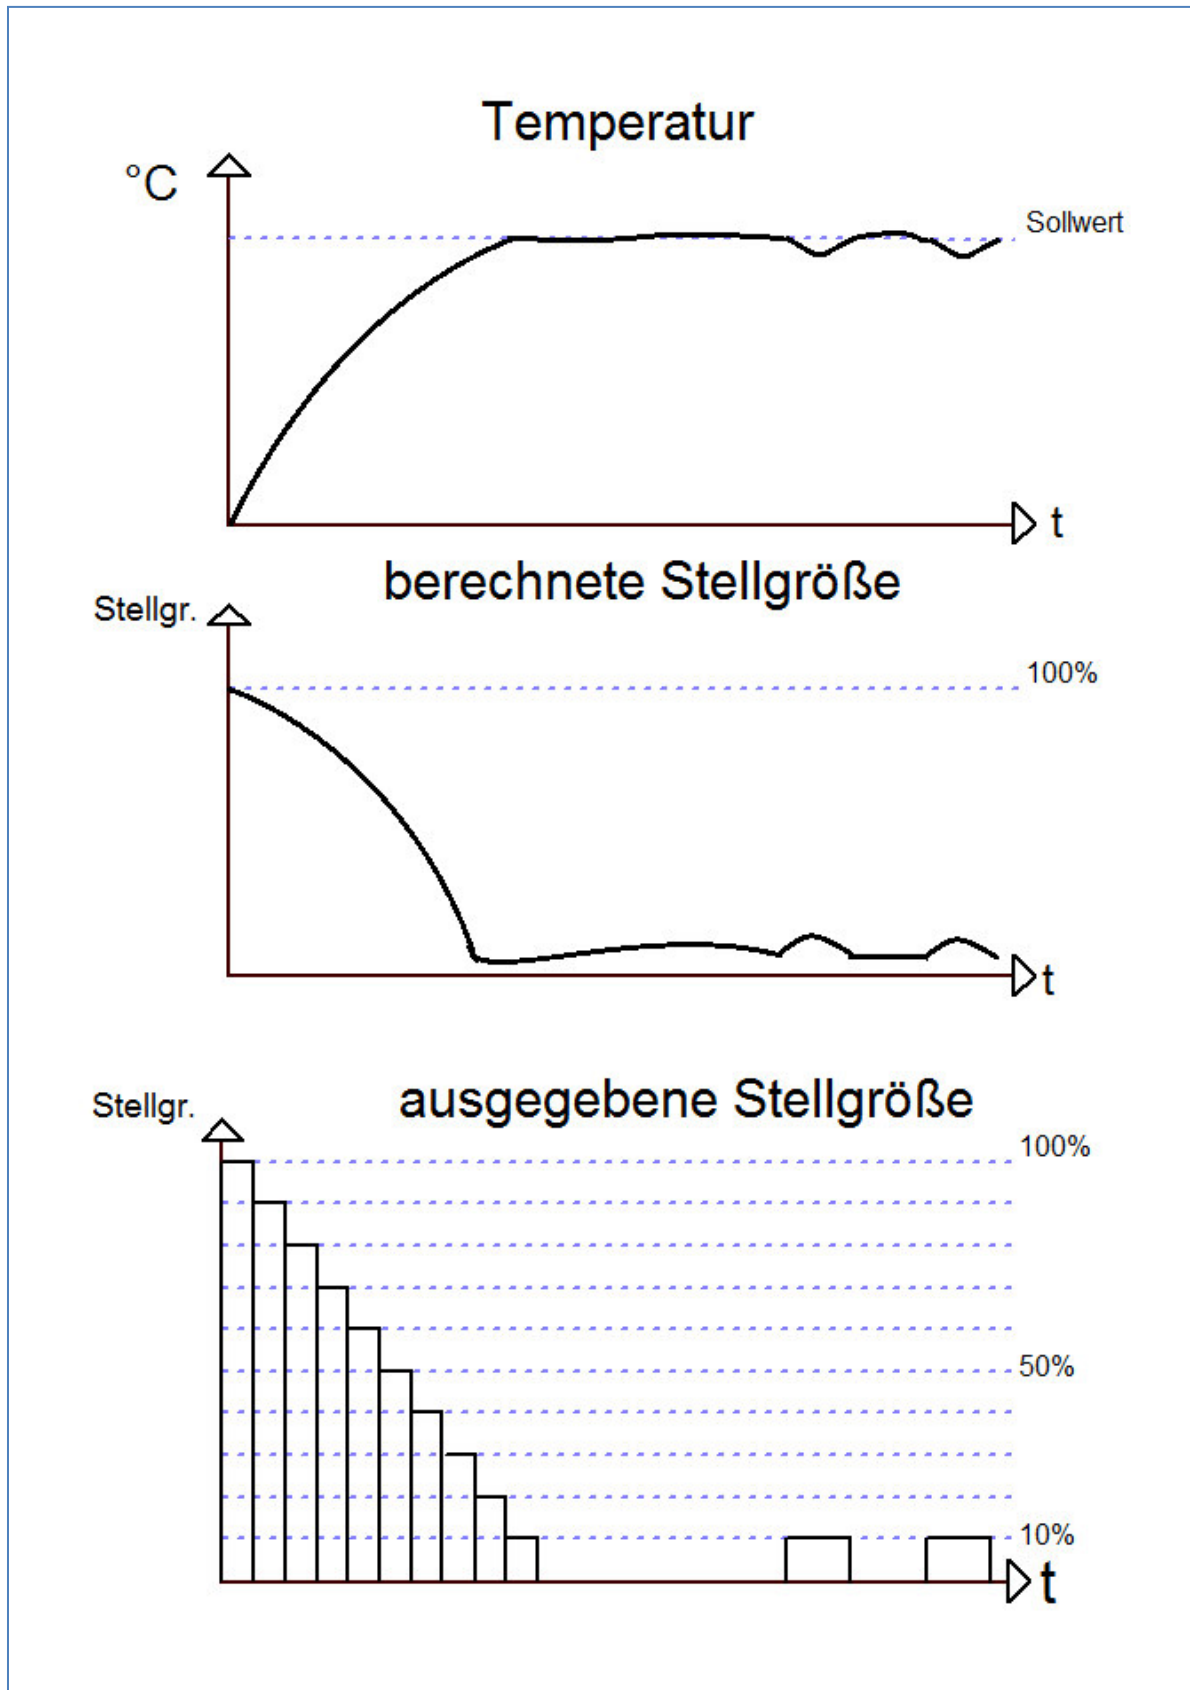 Temperatur
°C
Sollwert
t
berechnete Stellgröße
Stellgr.
100%
t
ausgegebene Stellgröße
Stellgr.
100%
50%
10%
t